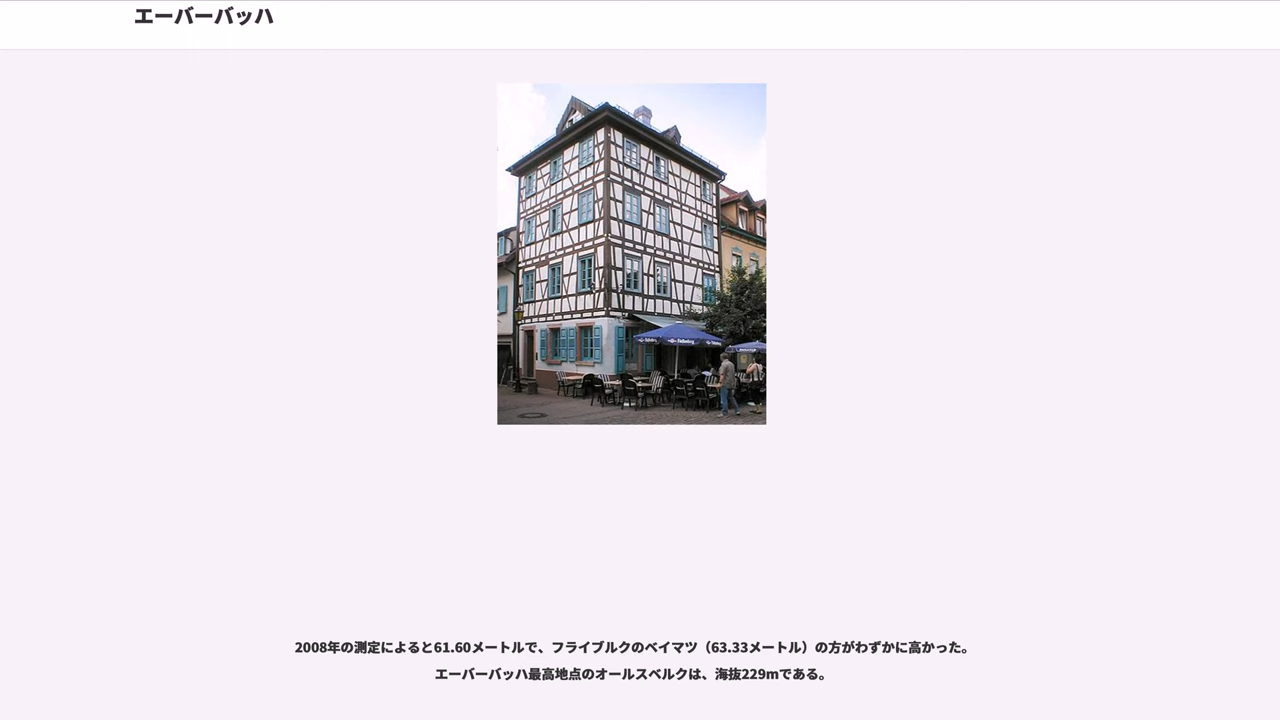 エーバーバッハ
2008年の測定によると61.60メートルで、フライブルクのベイマツ（63.33メートル）の方がわずかに高かった。
エーバーバッハ最高地点のオールスベルクは、海抜229mである。